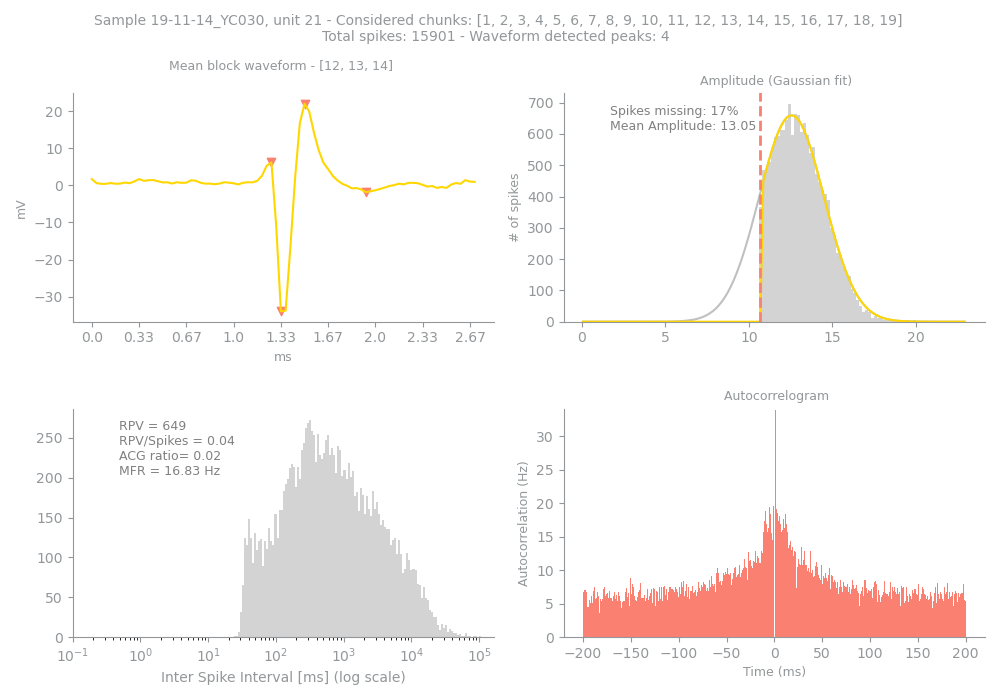 Sample 19-11-14_YC030, unit 21 - Considered chunks: [1, 2, 3, 4, 5, 6, 7, 8, 9, 10, 11, 12, 13, 14, 15, 16, 17, 18, 19]
Total spikes: 15901 - Waveform detected peaks: 4
Mean block waveform - [12, 13, 14]
20
10
0
−10
−20
−30
mV
0.0 0.33 0.67 1.0 1.33 1.67 2.0 2.33 2.67
ms
Amplitude (Gaussian fit)
Spikes missing: 17%
Mean Amplitude: 13.05
700
600
500
400
300
200
100
0
# of spikes
0 5 10 15 20
RPV = 649
RPV/Spikes = 0.04
ACG ratio= 0.02
MFR = 16.83 Hz
250
200
150
100
50
0
10⁻¹ 10⁰ 10¹ 10² 10³ 10⁴ 10⁵
Inter Spike Interval [ms] (log scale)
Autocorrelogram
30
25
20
15
10
5
0
Autocorrelation (Hz)
−200 −150 −100 −50 0 50 100 150 200
Time (ms)